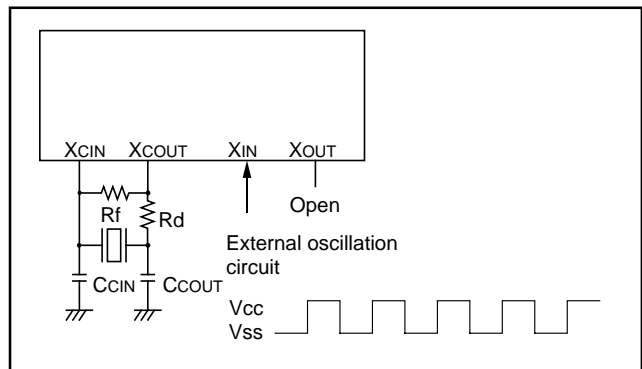 XCIN XCOUT XIN XOUT
Rf
Rd
Open
External oscillation
circuit
CCIN CCOUT
Vcc
Vss